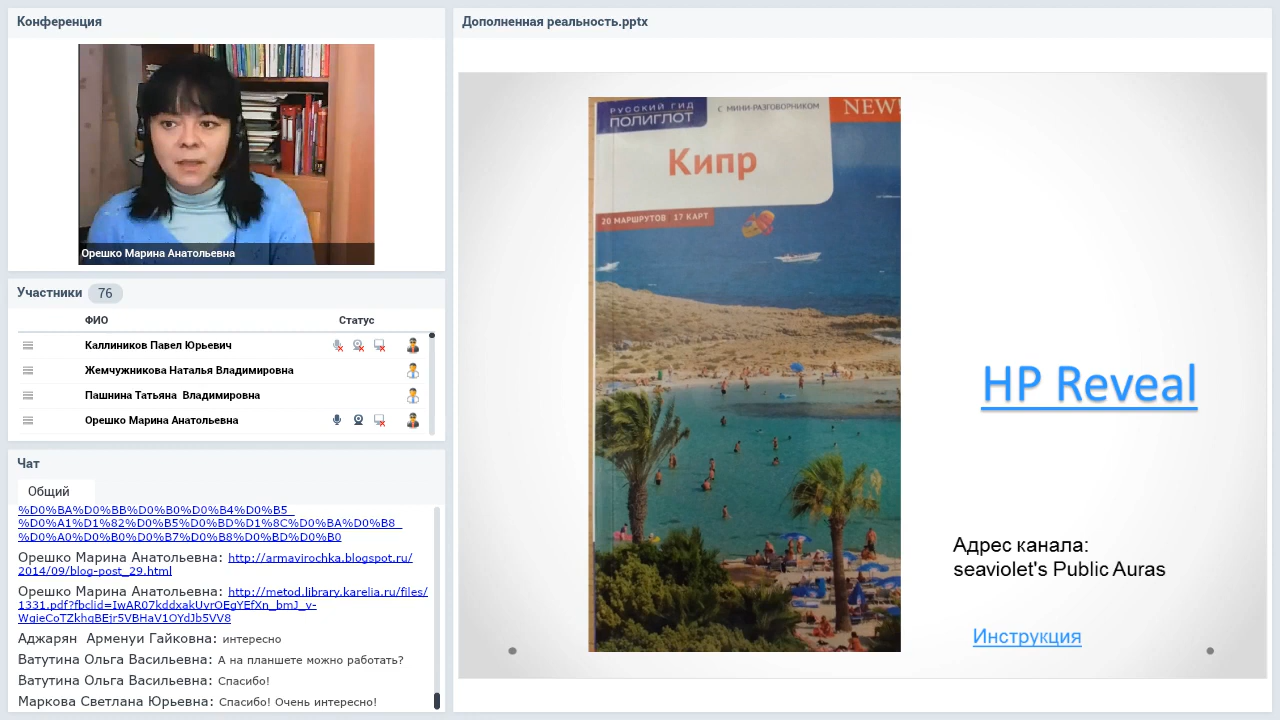 Конференция
Орешко Марина Анатольевна
Участники 76
ФИО Статус
Каллиников Павел Юрьевич
Жемчужникова Наталья Владимировна
Пашнина Татьяна Владимировна
Орешко Марина Анатольевна
Чат
Общий
%D0%BA%D0%BB%D0%B0%D0%B4%D0%B5_
%D0%A1%D1%82%D0%B5%D0%BD%D1%8C%D0%BA%D0%B8_
%D0%A0%D0%B0%D0%B7%D0%B8%D0%BD%D0%B0
Орешко Марина Анатольевна: http://armavirochka.blogspot.ru/
2014/09/blog-post_29.html
Орешко Марина Анатольевна: http://metod.library.karelia.ru/files/
1331.pdf?fbclid=IwAR07kddxakUvrOEgYEfXn_bmJ_v-
WqieCoTZkhqBEjr5VBHaV1OYdJb5VV8
Аджарян Арменуи Гайковна: интересно
Ватутина Ольга Васильевна: А на планшете можно работать?
Ватутина Ольга Васильевна: Спасибо!
Маркова Светлана Юрьевна: Спасибо! Очень интересно!
Дополненная реальность.pptx
РУССКИЙ ГИД
ПОЛИГЛОТ
С МИНИ-РАЗГОВОРНИКОМ
NEW!
Кипр
20 МАРШРУТОВ 17 КАРТ
HP Reveal
Адрес канала:
seaviolet's Public Auras
Инструкция